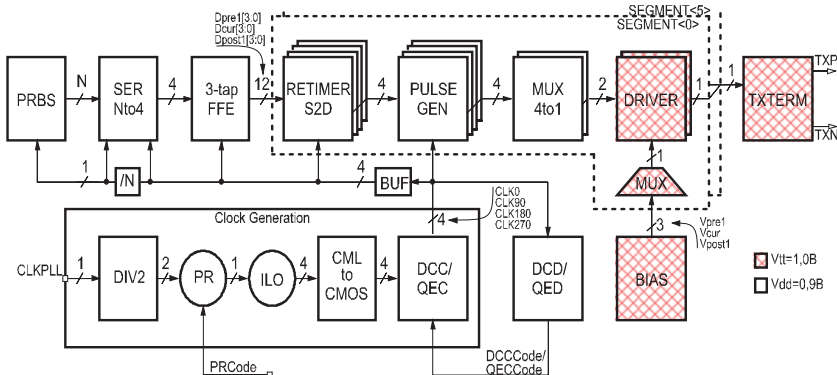 SEGMENT<5>
SEGMENT<0>
Dpre1[3:0]
Dcur[3:0]
Dpost1[3:0]
PRBS
N
SER
Nto4
4
3-tap
FFE
12
RETIMER
S2D
4
PULSE
GEN
4
MUX
4to1
2
DRIVER
1
1
TXTERM
TXP
TXN
1
/N
4
BUF
1
MUX
Clock Generation
4
CLK0
CLK90
CLK180
CLK270
3
Vpre1
Vcur
Vpost1
CLKPLL
1
DIV2
2
PR
1
ILO
4
CML
to
CMOS
4
DCC/
QEC
DCD/
QED
BIAS
Vtt=1,0В
Vdd=0,9В
PRCode
DCCCode/
QECCode